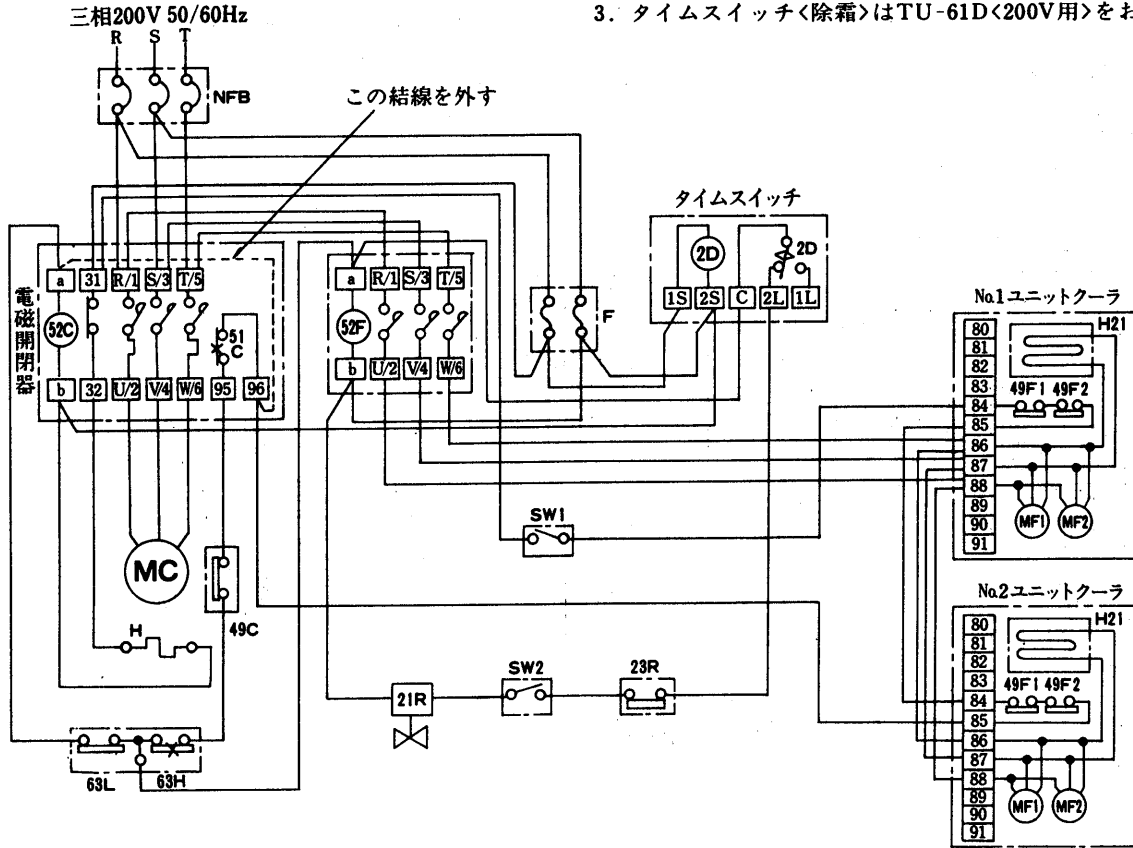 三相200V 50/60Hz
R S T
NFB
この結線を外す
3. タイムスイッチ<除霜>はTU-61D<200V用>をお
電磁開閉器
a 31 R/1 S/3 T/5
52C
51C
b 32 U/2 V/4 W/6 95 96
MC
49C
H
63L 63H
a R/1 S/3 T/5
52F
b U/2 V/4 W/6
F
タイムスイッチ
2D 2D
1S 2S C 2L 1L
SW1
SW2
23R
21R
No.1ユニットクーラ
H21
80
81
82
83
84
85
86
87
88
89
90
91
49F1 49F2
MF1 MF2
No.2ユニットクーラ
H21
80
81
82
83
84
85
86
87
88
89
90
91
49F1 49F2
MF1 MF2